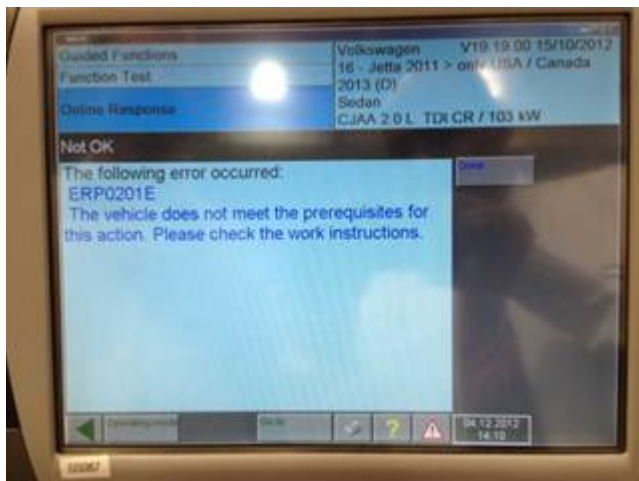 Guided Functions
Function Test
Online Response
Volkswagen V19.19.00 15/10/2012
16 - Jetta 2011 > only USA / Canada
2013 (D)
Sedan
CJAA 2.0 L TDI CR / 103 kW
Not OK
The following error occurred:
ERP0201E
The vehicle does not meet the prerequisites for
this action. Please check the work instructions.
Done
Operating mode
Go to
?
04.12.2012
14:10